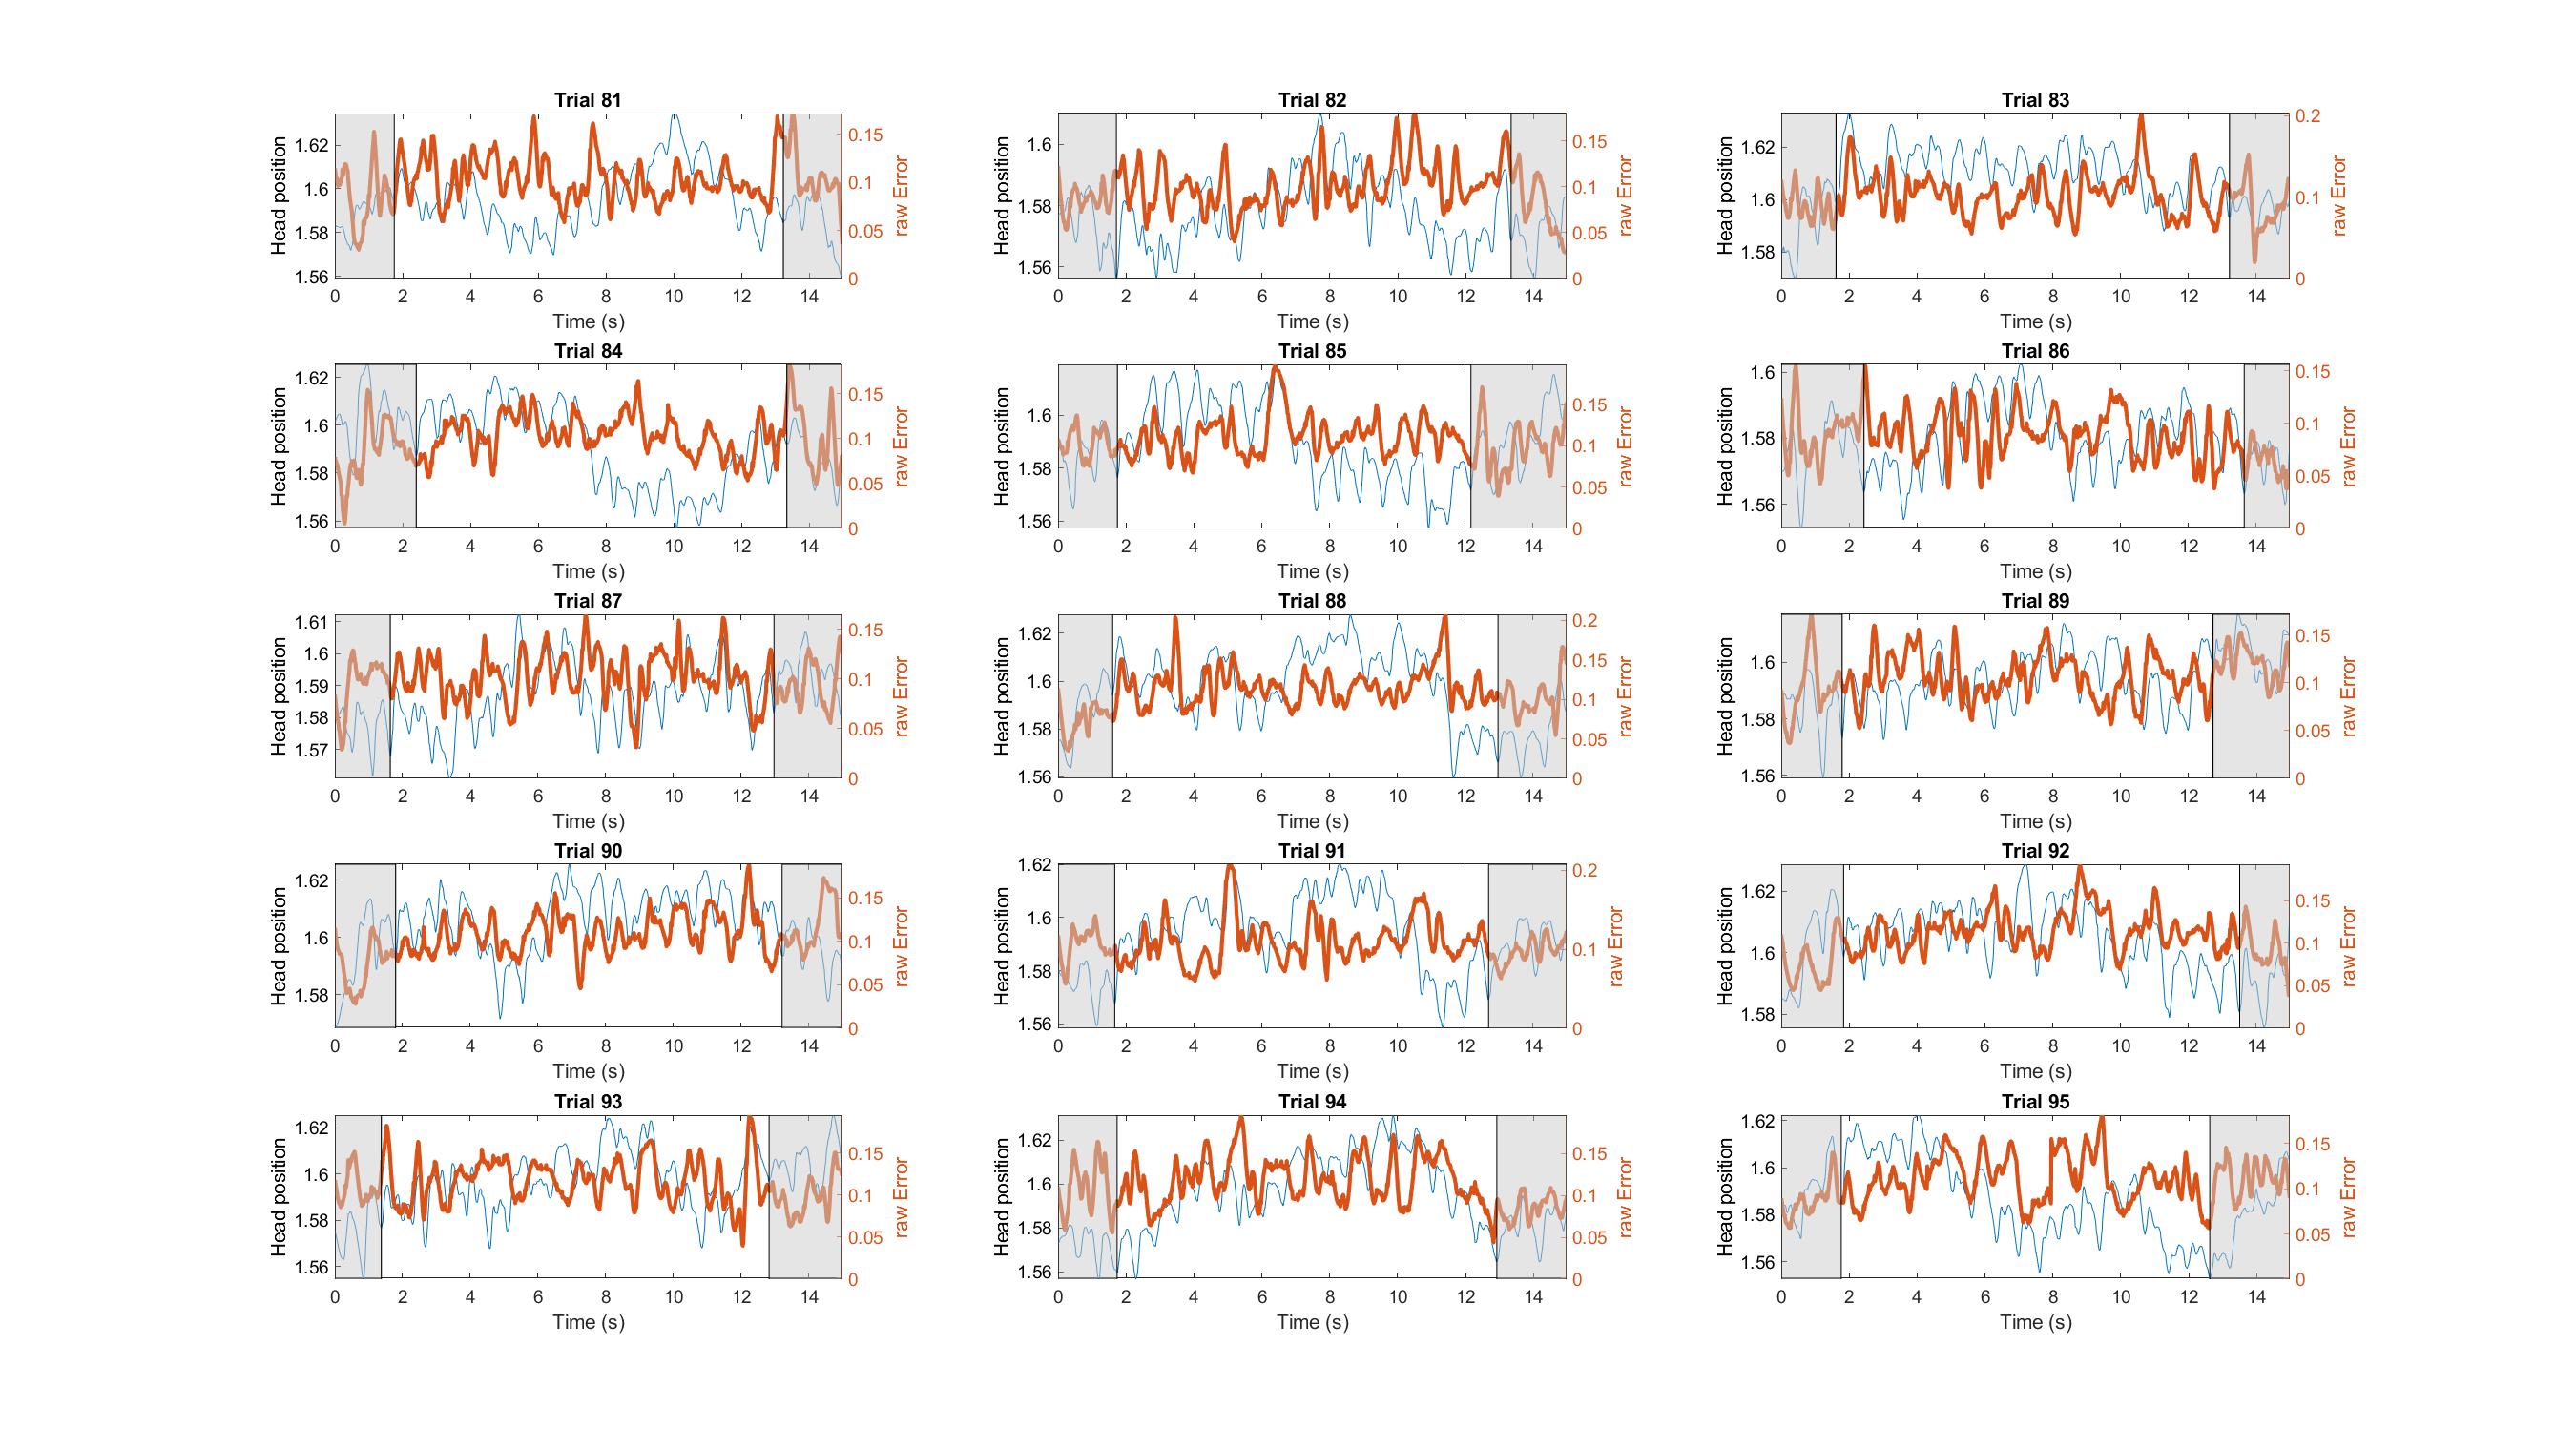 Trial 81
Head position
1.62
1.6
1.58
1.56
0.15
0.1
0.05
0
raw Error
0 2 4 6 8 10 12 14
Time (s)
Trial 82
Head position
1.6
1.58
1.56
0.15
0.1
0.05
0
raw Error
0 2 4 6 8 10 12 14
Time (s)
Trial 83
Head position
1.62
1.6
1.58
0.2
0.1
0
raw Error
0 2 4 6 8 10 12 14
Time (s)
Trial 84
Head position
1.62
1.6
1.58
1.56
0.15
0.1
0.05
0
raw Error
0 2 4 6 8 10 12 14
Time (s)
Trial 85
Head position
1.6
1.58
1.56
0.15
0.1
0.05
0
raw Error
0 2 4 6 8 10 12 14
Time (s)
Trial 86
Head position
1.6
1.58
1.56
0.15
0.1
0.05
0
raw Error
0 2 4 6 8 10 12 14
Time (s)
Trial 87
Head position
1.61
1.6
1.59
1.58
1.57
0.15
0.1
0.05
0
raw Error
0 2 4 6 8 10 12 14
Time (s)
Trial 88
Head position
1.62
1.6
1.58
1.56
0.2
0.15
0.1
0.05
0
raw Error
0 2 4 6 8 10 12 14
Time (s)
Trial 89
Head position
1.6
1.58
1.56
0.15
0.1
0.05
0
raw Error
0 2 4 6 8 10 12 14
Time (s)
Trial 90
Head position
1.62
1.6
1.58
0.15
0.1
0.05
0
raw Error
0 2 4 6 8 10 12 14
Time (s)
Trial 91
Head position
1.62
1.6
1.58
1.56
0.2
0.1
0
raw Error
0 2 4 6 8 10 12 14
Time (s)
Trial 92
Head position
1.62
1.6
1.58
0.15
0.1
0.05
0
raw Error
0 2 4 6 8 10 12 14
Time (s)
Trial 93
Head position
1.62
1.6
1.58
1.56
0.15
0.1
0.05
0
raw Error
0 2 4 6 8 10 12 14
Time (s)
Trial 94
Head position
1.62
1.6
1.58
1.56
0.15
0.1
0.05
0
raw Error
0 2 4 6 8 10 12 14
Time (s)
Trial 95
Head position
1.62
1.6
1.58
1.56
0.15
0.1
0.05
0
raw Error
0 2 4 6 8 10 12 14
Time (s)